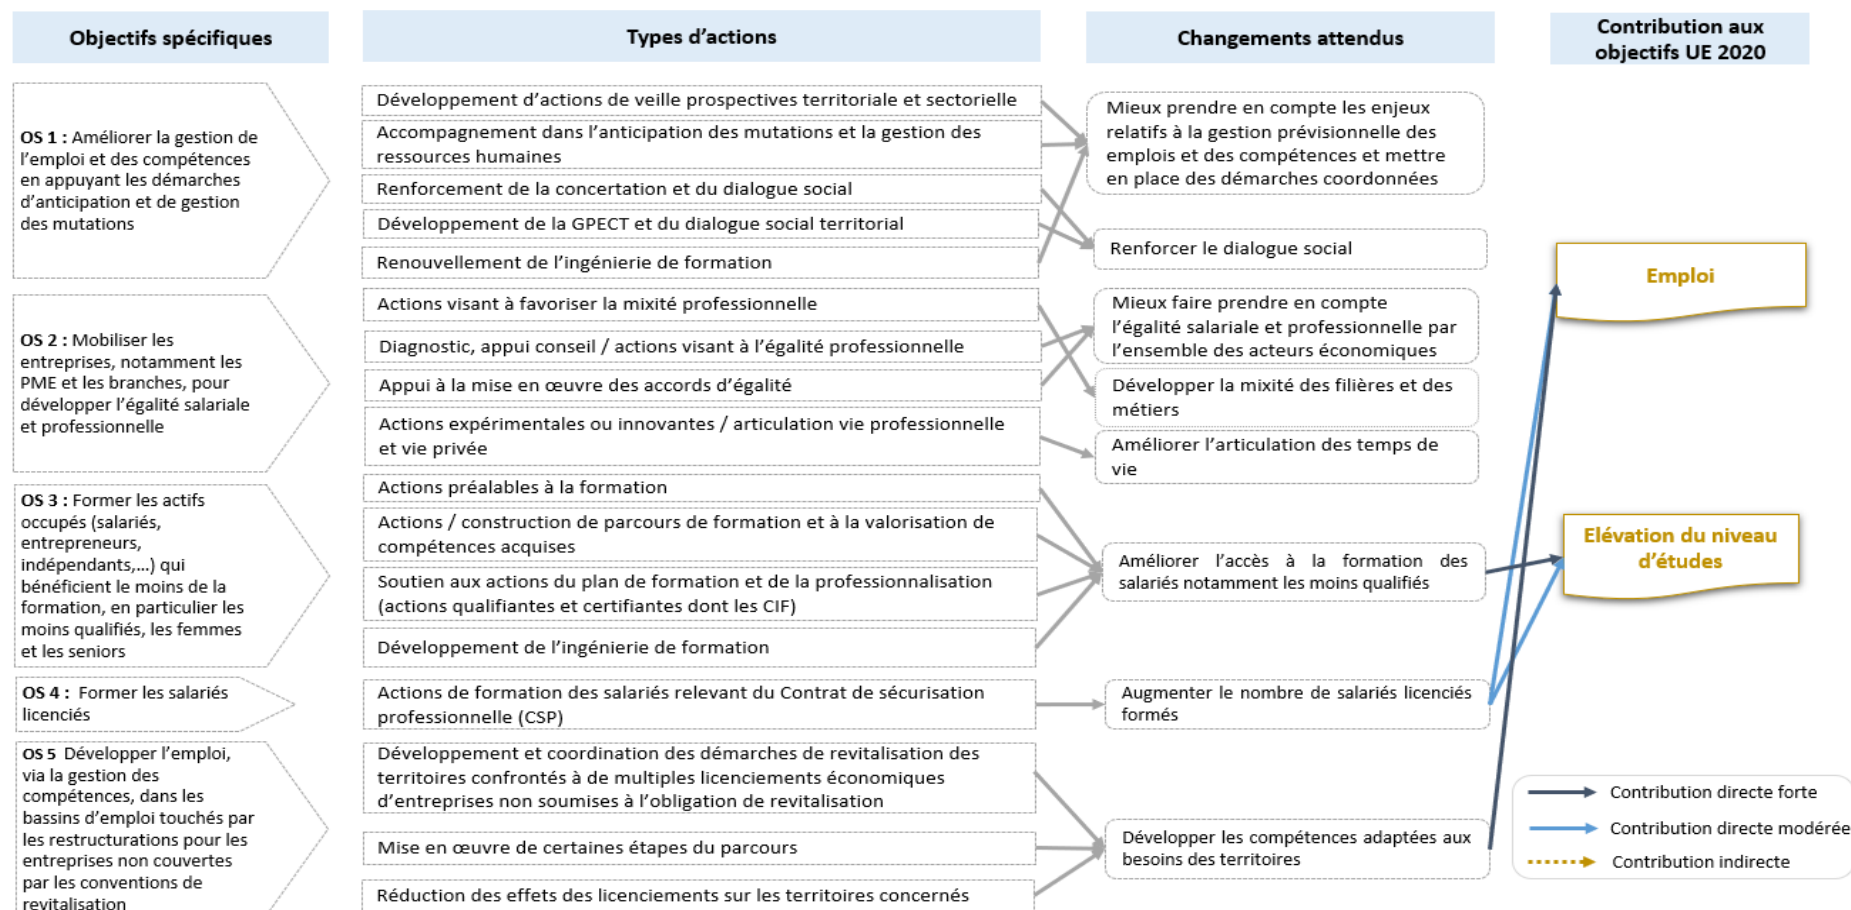 Objectifs spécifiques
Types d'actions
Changements attendus
Contribution aux
objectifs UE 2020
OS 1 : Améliorer la gestion de
l'emploi et des compétences
en appuyant les démarches
d'anticipation et de gestion
des mutations
Développement d'actions de veille prospectives territoriale et sectorielle
Accompagnement dans l'anticipation des mutations et la gestion des
ressources humaines
Renforcement de la concertation et du dialogue social
Développement de la GPECT et du dialogue social territorial
Renouvellement de l'ingénierie de formation
Mieux prendre en compte les enjeux
relatifs à la gestion prévisionnelle des
emplois et des compétences et mettre
en place des démarches coordonnées
Renforcer le dialogue social
OS 2 : Mobiliser les
entreprises, notamment les
PME et les branches, pour
développer l'égalité salariale
et professionnelle
Actions visant à favoriser la mixité professionnelle
Diagnostic, appui conseil / actions visant à l'égalité professionnelle
Appui à la mise en œuvre des accords d'égalité
Actions expérimentales ou innovantes / articulation vie professionnelle
et vie privée
Mieux faire prendre en compte
l'égalité salariale et professionnelle par
l'ensemble des acteurs économiques
Développer la mixité des filières et des
métiers
Améliorer l'articulation des temps de
vie
OS 3 : Former les actifs
occupés (salariés,
entrepreneurs,
indépendants,...) qui
bénéficient le moins de la
formation, en particulier les
moins qualifiés, les femmes
et les seniors
Actions préalables à la formation
Actions / construction de parcours de formation et à la valorisation de
compétences acquises
Soutien aux actions du plan de formation et de la professionnalisation
(actions qualifiantes et certifiantes dont les CIF)
Développement de l'ingénierie de formation
Améliorer l'accès à la formation des
salariés notamment les moins qualifiés
OS 4 : Former les salariés
licenciés
Actions de formation des salariés relevant du Contrat de sécurisation
professionnelle (CSP)
Augmenter le nombre de salariés licenciés
formés
OS 5 Développer l'emploi,
via la gestion des
compétences, dans les
bassins d'emploi touchés par
les restructurations pour les
entreprises non couvertes
par les conventions de
revitalisation
Développement et coordination des démarches de revitalisation des
territoires confrontés à de multiples licenciements économiques
d'entreprises non soumises à l'obligation de revitalisation
Mise en œuvre de certaines étapes du parcours
Réduction des effets des licenciements sur les territoires concernés
Développer les compétences adaptées aux
besoins des territoires
Emploi
Elévation du niveau
d'études
Contribution directe forte
Contribution directe modérée
Contribution indirecte